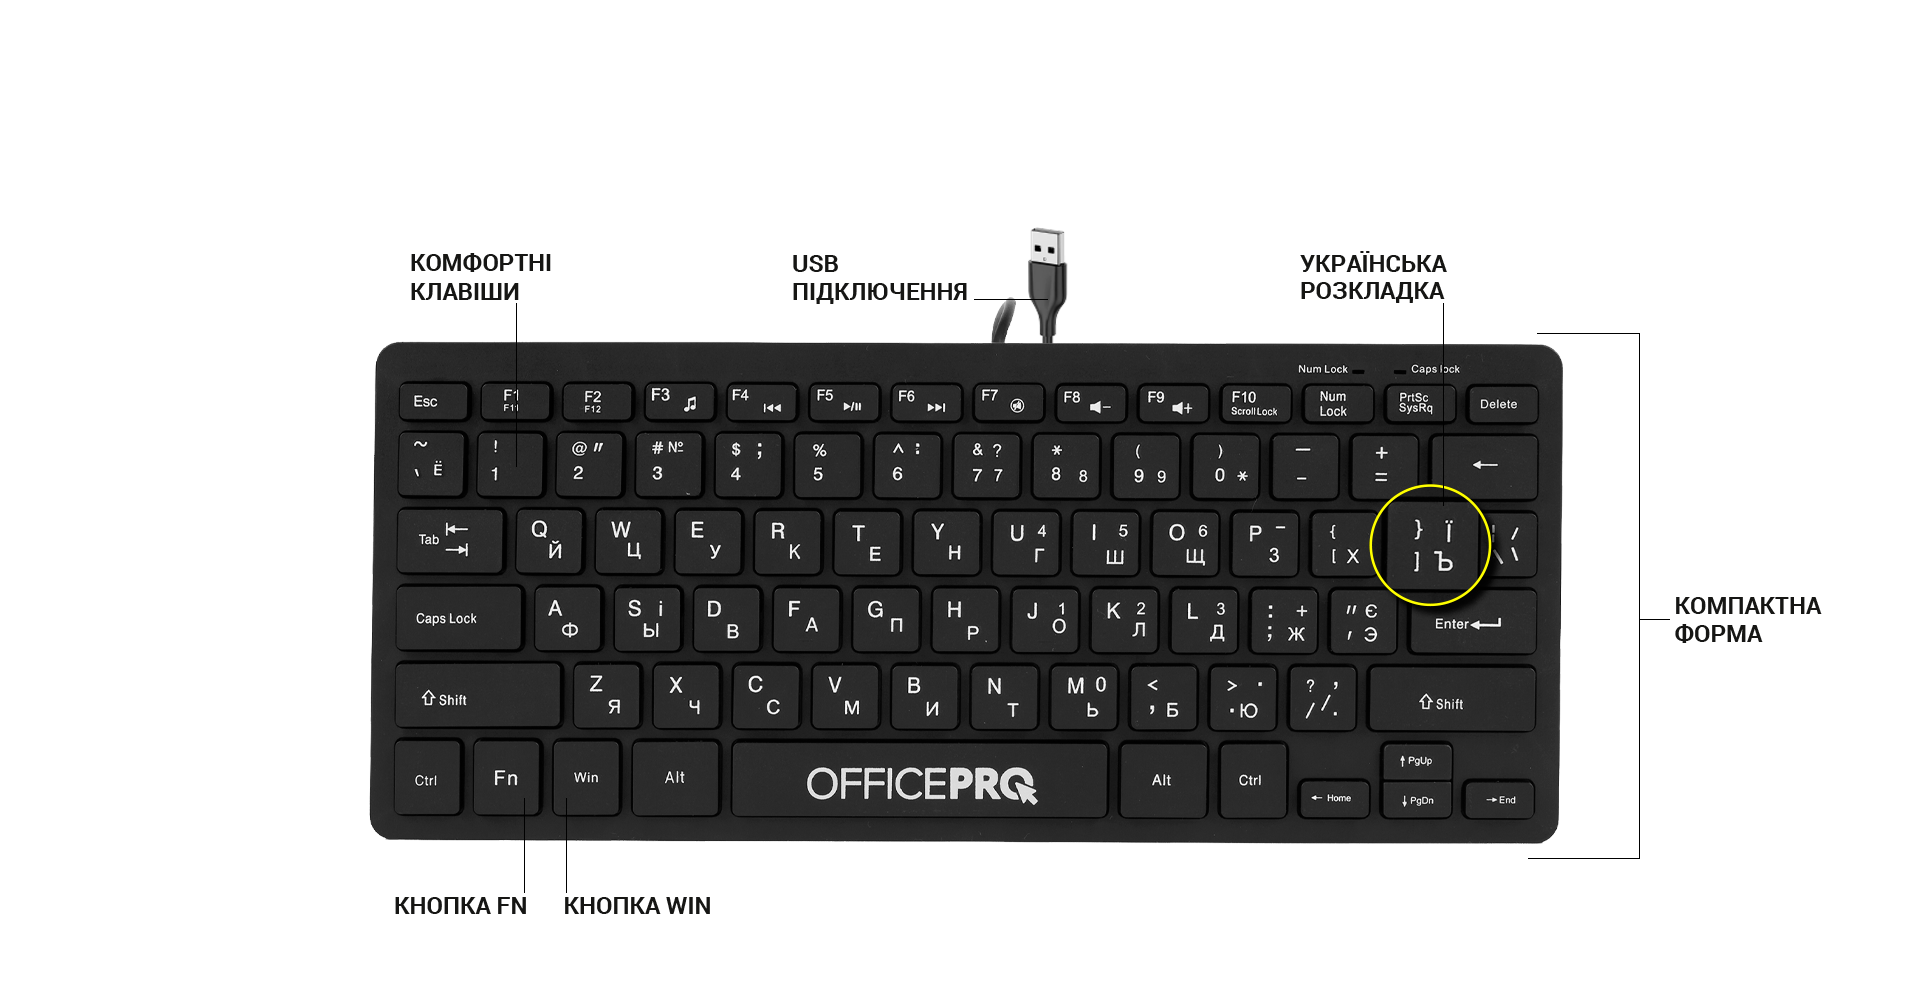 КОМФОРТНІ
КЛАВІШИ
USB
ПІДКЛЮЧЕННЯ
УКРАЇНСЬКА
РОЗКЛАДКА
Num Lock Caps lock
Esc F1 F11 F2 F12 F3 F4 F5 F6 F7 F8 F9 F10 Scroll Lock Num Lock PrtSc SysRq Delete
~ ` Ё ! 1 @ " 2 # № 3 $ ; 4 % 5 ^ : 6 & ? 7 7 * 8 8 ( 9 9 ) 0 * — - + = ←
Tab Q Й W Ц E У R К T Е Y Н U 4 Г I 5 Ш O 6 Щ P - З { [ Х } Ї ] Ъ | / \ \
Caps Lock A Ф S і Ы D В F А G П H Р J 1 О K 2 Л L 3 Д : + ; Ж " Є ' Э Enter
Shift Z Я X Ч C С V М B И N Т M 0 Ь < , Б > . . Ю ? , / / . Shift
Ctrl Fn Win Alt OFFICEPRO Alt Ctrl ← Home ↑ PgUp ↓ PgDn → End
КОМПАКТНА
ФОРМА
КНОПКА FN КНОПКА WIN